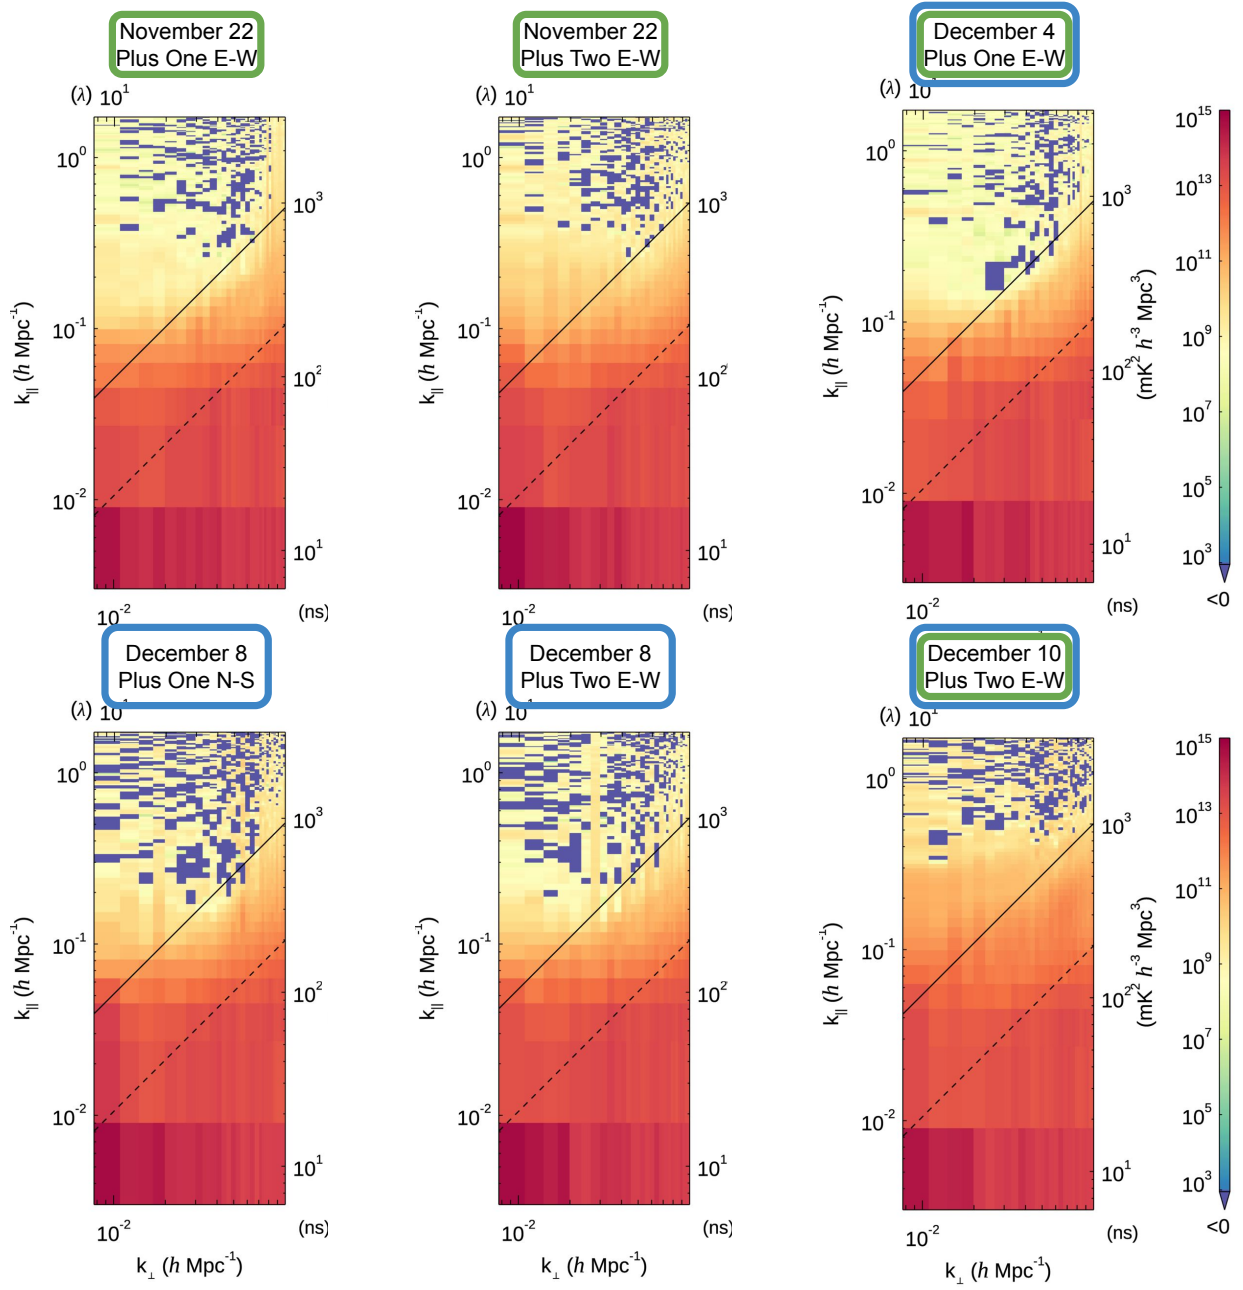 November 22
Plus One E-W
November 22
Plus Two E-W
December 4
Plus One E-W
(λ) 10¹
(λ) 10¹
(λ) 10¹
10⁰
10⁻¹
10⁻²
10³
10²
10¹
k∥ (h Mpc⁻¹)
10⁻²
(ns)
10⁰
10⁻¹
10⁻²
10³
10²
10¹
k∥ (h Mpc⁻¹)
10⁻²
(ns)
10⁰
10⁻¹
10⁻²
10³
10²
10¹
k∥ (h Mpc⁻¹)
10⁻²
(ns)
(mK² h⁻³ Mpc³)
10¹⁵
10¹³
10¹¹
10⁹
10⁷
10⁵
10³
<0
December 8
Plus One N-S
December 8
Plus Two E-W
December 10
Plus Two E-W
(λ) 10¹
(λ) 10¹
(λ) 10¹
10⁰
10⁻¹
10⁻²
10³
10²
10¹
k∥ (h Mpc⁻¹)
10⁻²
(ns)
k⊥ (h Mpc⁻¹)
10⁰
10⁻¹
10⁻²
10³
10²
10¹
k∥ (h Mpc⁻¹)
10⁻²
(ns)
k⊥ (h Mpc⁻¹)
10⁰
10⁻¹
10⁻²
10³
10²
10¹
k∥ (h Mpc⁻¹)
10⁻²
(ns)
k⊥ (h Mpc⁻¹)
(mK² h⁻³ Mpc³)
10¹⁵
10¹³
10¹¹
10⁹
10⁷
10⁵
10³
<0